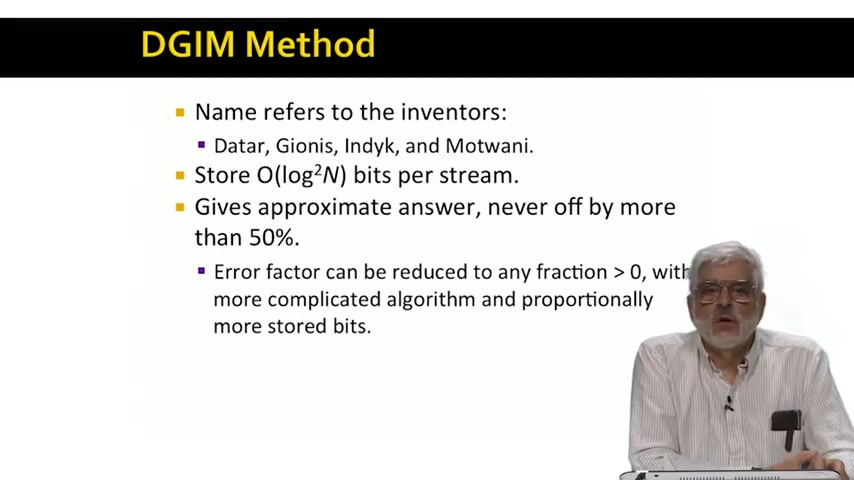 DGIM Method
Name refers to the inventors:
Datar, Gionis, Indyk, and Motwani.
Store O(log²N) bits per stream.
Gives approximate answer, never off by more
than 50%.
Error factor can be reduced to any fraction > 0, with
more complicated algorithm and proportionally
more stored bits.